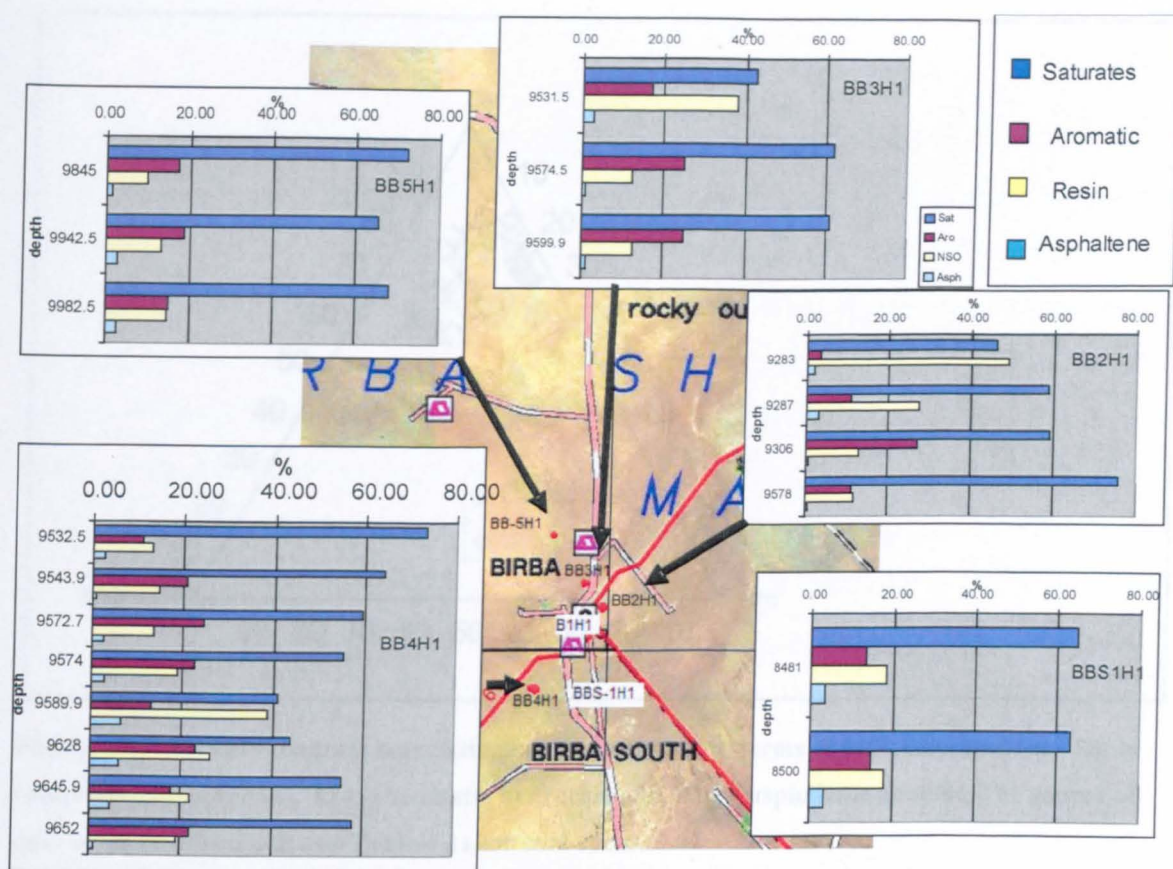 %
0.00 20.00 40.00 60.00 80.00
9531.5
9574.5
9599.9
depth
BB3H1
Sat
Aro
NSO
Asph
Saturates
Aromatic
Resin
Asphaltene
%
0.00 20.00 40.00 60.00 80.00
9845
9942.5
9982.5
depth
BB5H1
rocky ou
R B A S H
M A
%
0.00 20.00 40.00 60.00 80.00
9283
9287
9306
9578
depth
BB2H1
%
0.00 20.00 40.00 60.00 80.00
9532.5
9543.9
9572.7
9574
9589.9
9628
9645.9
9652
depth
BB4H1
BB-5H1
BIRBA
BB3H1
BB2H1
B1H1
BB4H1
BBS-1H1
BIRBA SOUTH
%
0.00 20.00 40.00 60.00 80.00
8481
8500
depth
BBS1H1